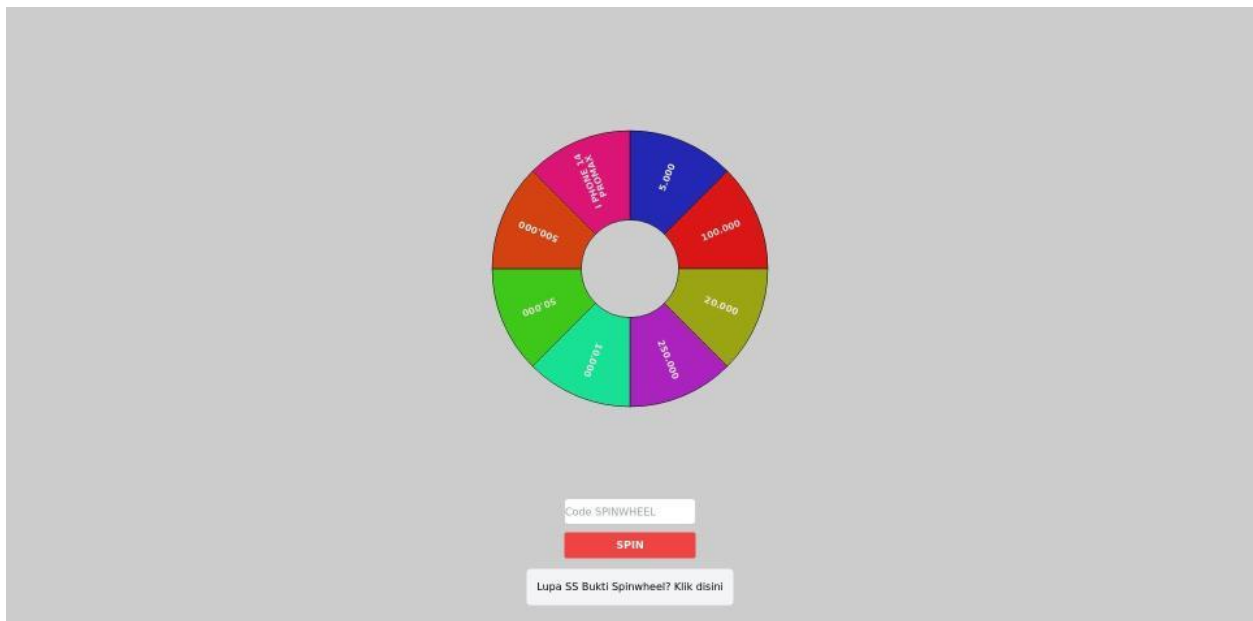 I PHONE 14
PROMAX
5.000
100.000
20.000
250.000
10.000
50.000
500.000
Code SPINWHEEL
SPIN
Lupa SS Bukti Spinwheel? Klik disini